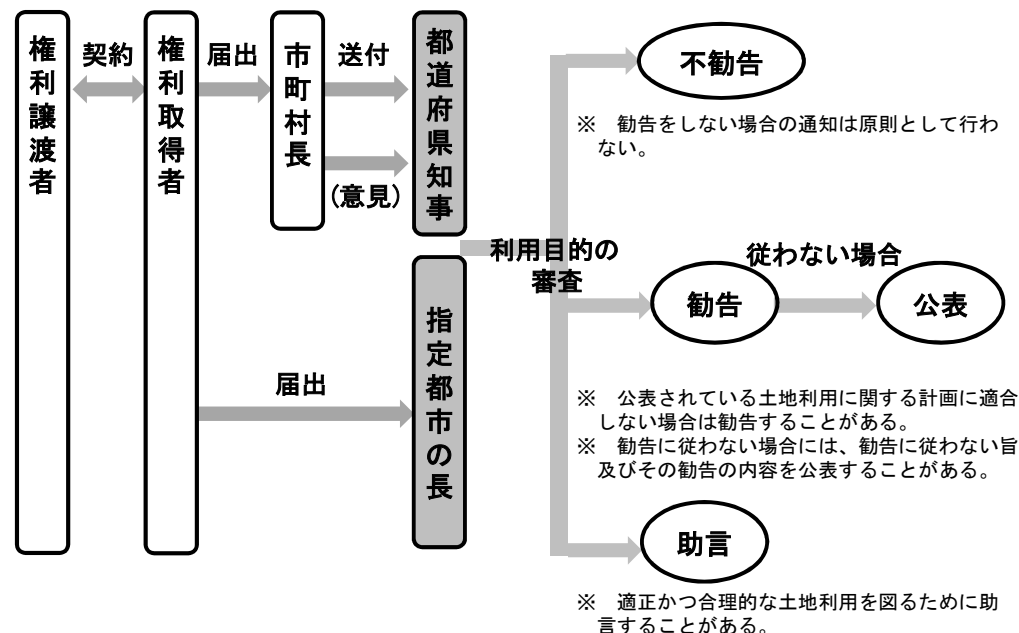 権利譲渡者
契約
権利取得者
届出
市町村長
送付
(意見)
都道府県知事
届出
指定都市の長
利用目的の
審査
不勧告
※　勧告をしない場合の通知は原則として行わ
ない。
従わない場合
勧告
公表
※　公表されている土地利用に関する計画に適合
しない場合は勧告することがある。
※　勧告に従わない場合には、勧告に従わない旨
及びその勧告の内容を公表することがある。
助言
※　適正かつ合理的な土地利用を図るために助
言することがある。